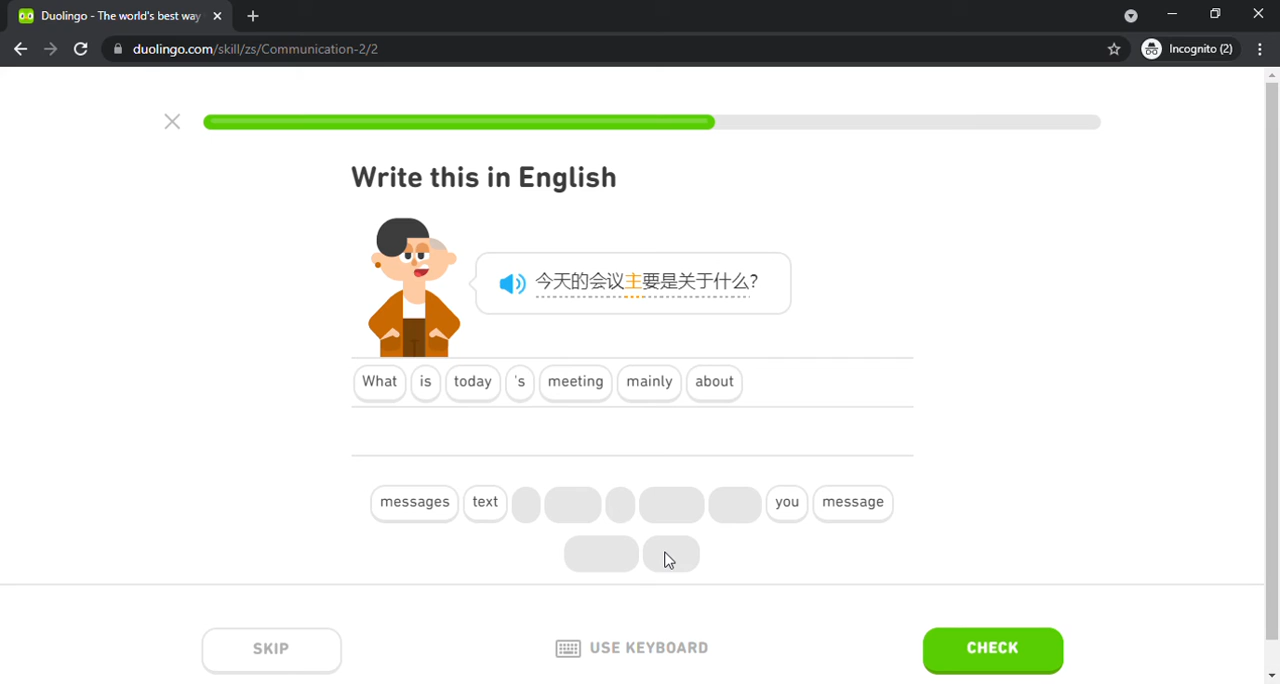 Duolingo - The world's best way
duolingo.com/skill/zs/Communication-2/2
Incognito (2)
Write this in English
今天的会议主要是关于什么?
What is today 's meeting mainly about
messages text you message
SKIP
USE KEYBOARD
CHECK